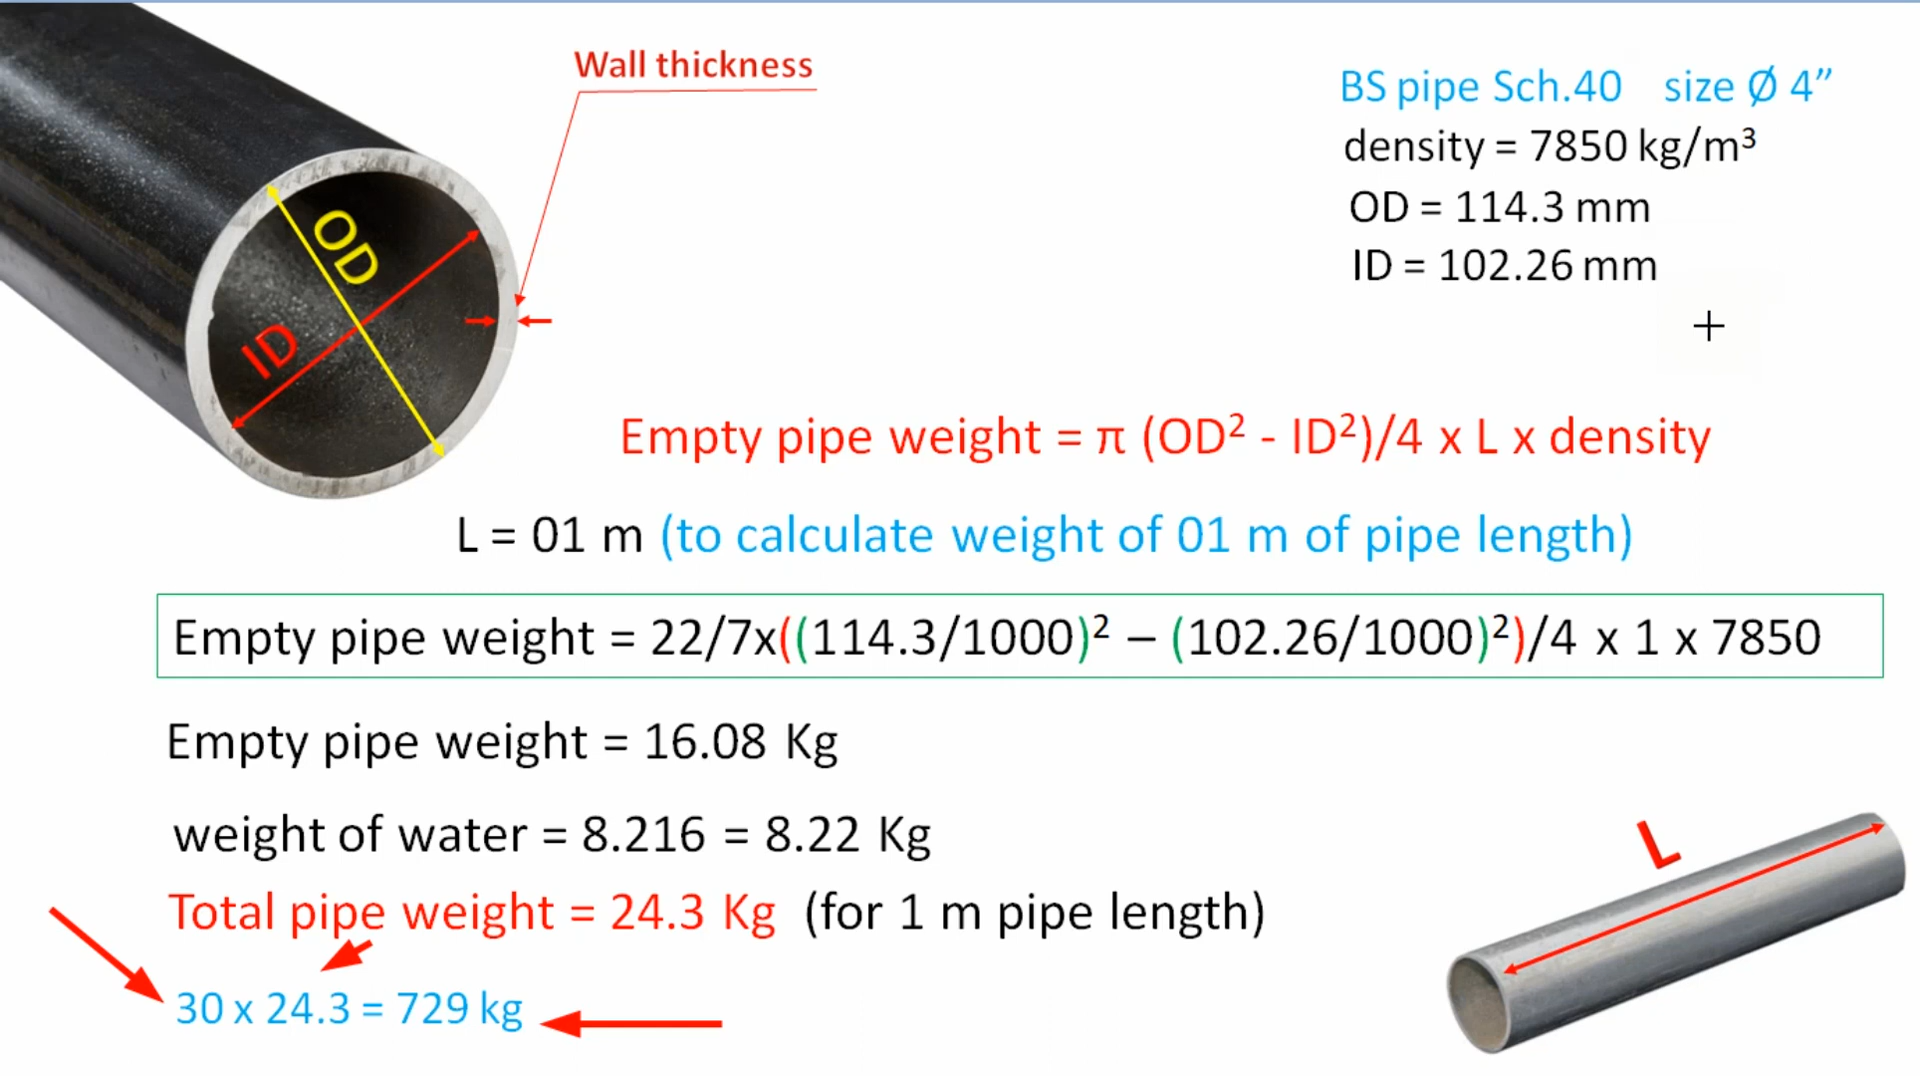 Wall thickness
BS pipe Sch.40 size Ø 4”
density = 7850 kg/m³
OD = 114.3 mm
ID = 102.26 mm
OD
ID
Empty pipe weight = π (OD² - ID²)/4 x L x density
L = 01 m (to calculate weight of 01 m of pipe length)
Empty pipe weight = 22/7x((114.3/1000)² – (102.26/1000)²)/4 x 1 x 7850
Empty pipe weight = 16.08 Kg
weight of water = 8.216 = 8.22 Kg
L
Total pipe weight = 24.3 Kg (for 1 m pipe length)
30 x 24.3 = 729 kg